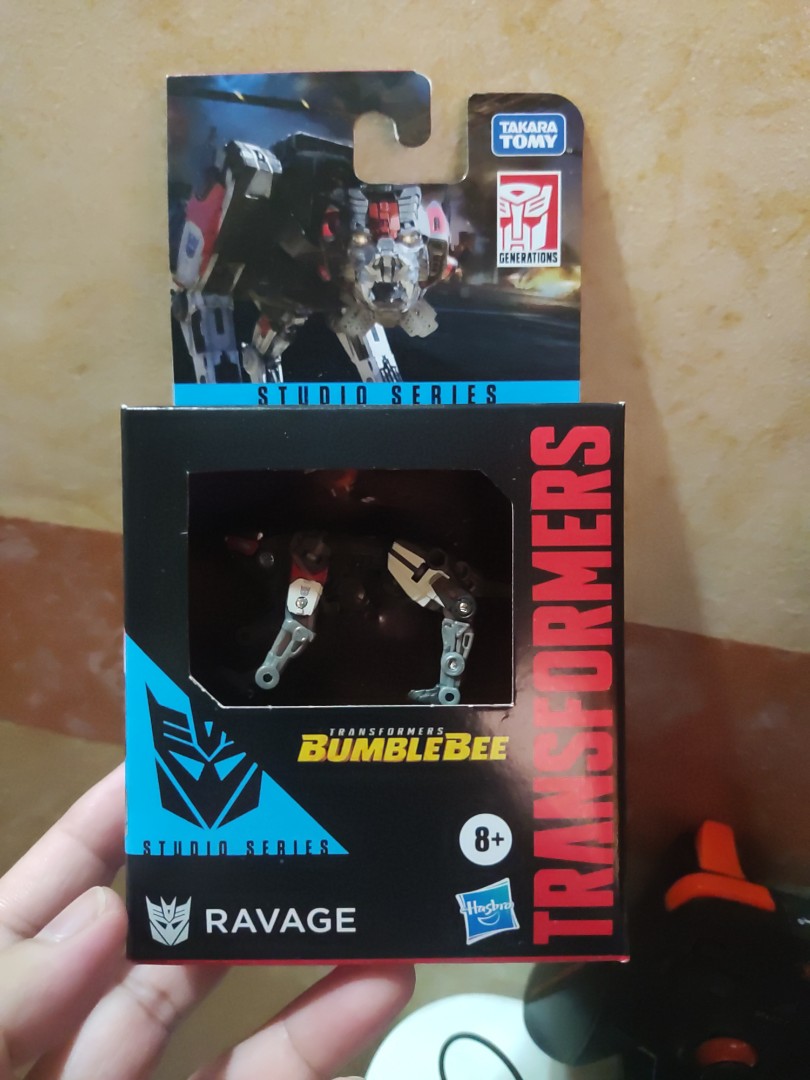 TAKARA
TOMY
GENERATIONS
STUDIO SERIES
TRANSFORMERS
TRANSFORMERS
BUMBLEBEE
STUDIO SERIES
8+
RAVAGE
Hasbro